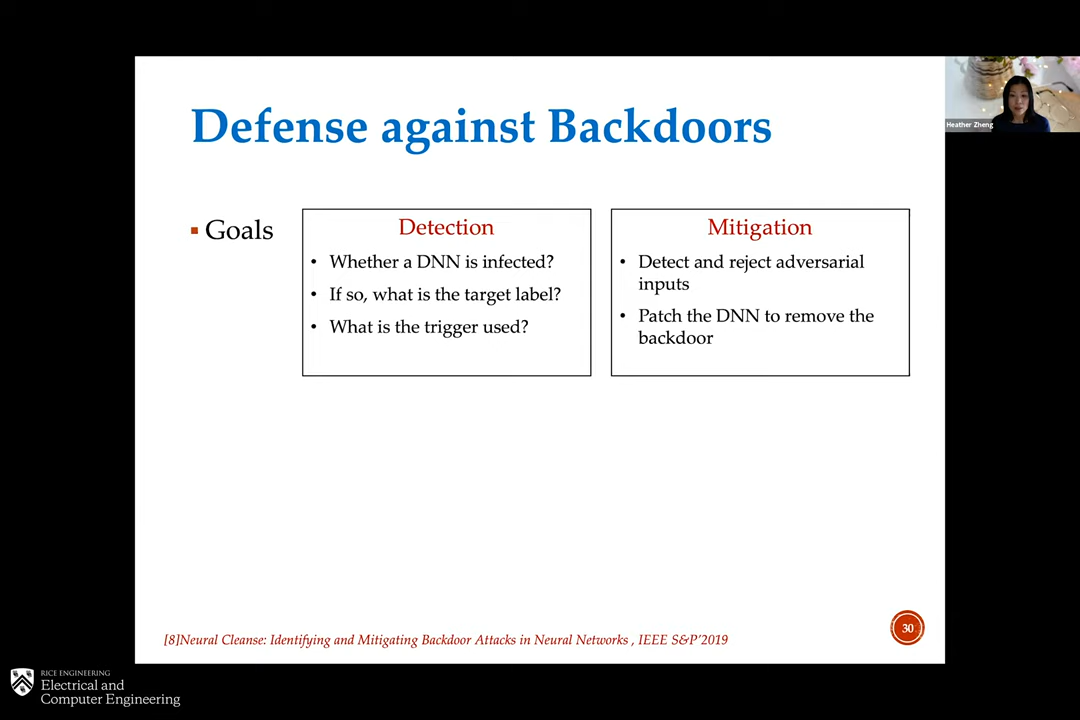 Defense against Backdoors
Heather Zheng
▪ Goals
Detection
• Whether a DNN is infected?
• If so, what is the target label?
• What is the trigger used?
Mitigation
• Detect and reject adversarial
inputs
• Patch the DNN to remove the
backdoor
[8]Neural Cleanse: Identifying and Mitigating Backdoor Attacks in Neural Networks , IEEE S&P'2019
30
RICE ENGINEERING
Electrical and
Computer Engineering